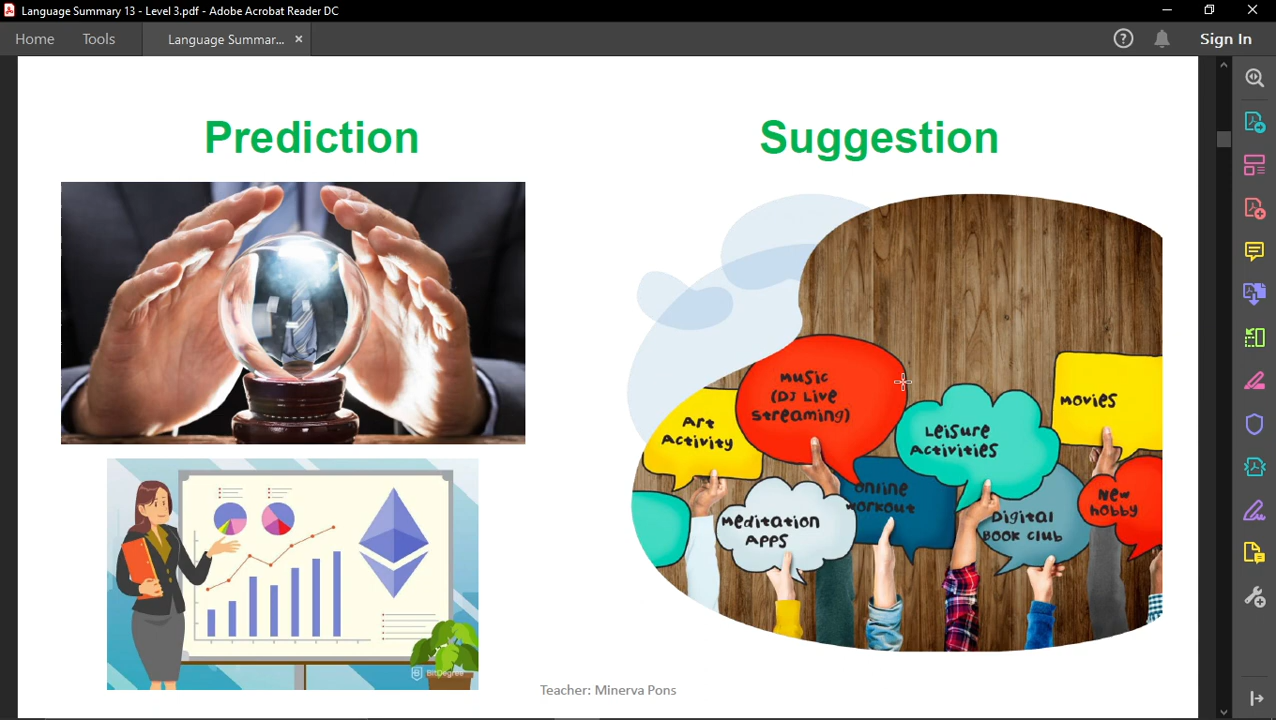 Language Summary 13 - Level 3.pdf - Adobe Acrobat Reader DC
Home Tools Language Summar... ×
Sign In
Prediction
Suggestion
Music
(DJ Live
Streaming)
Movies
Art
Activity
Leisure
Activities
Online
workout
New
hobby
Meditation
Apps
Digital
Book club
BitDegree
Teacher: Minerva Pons